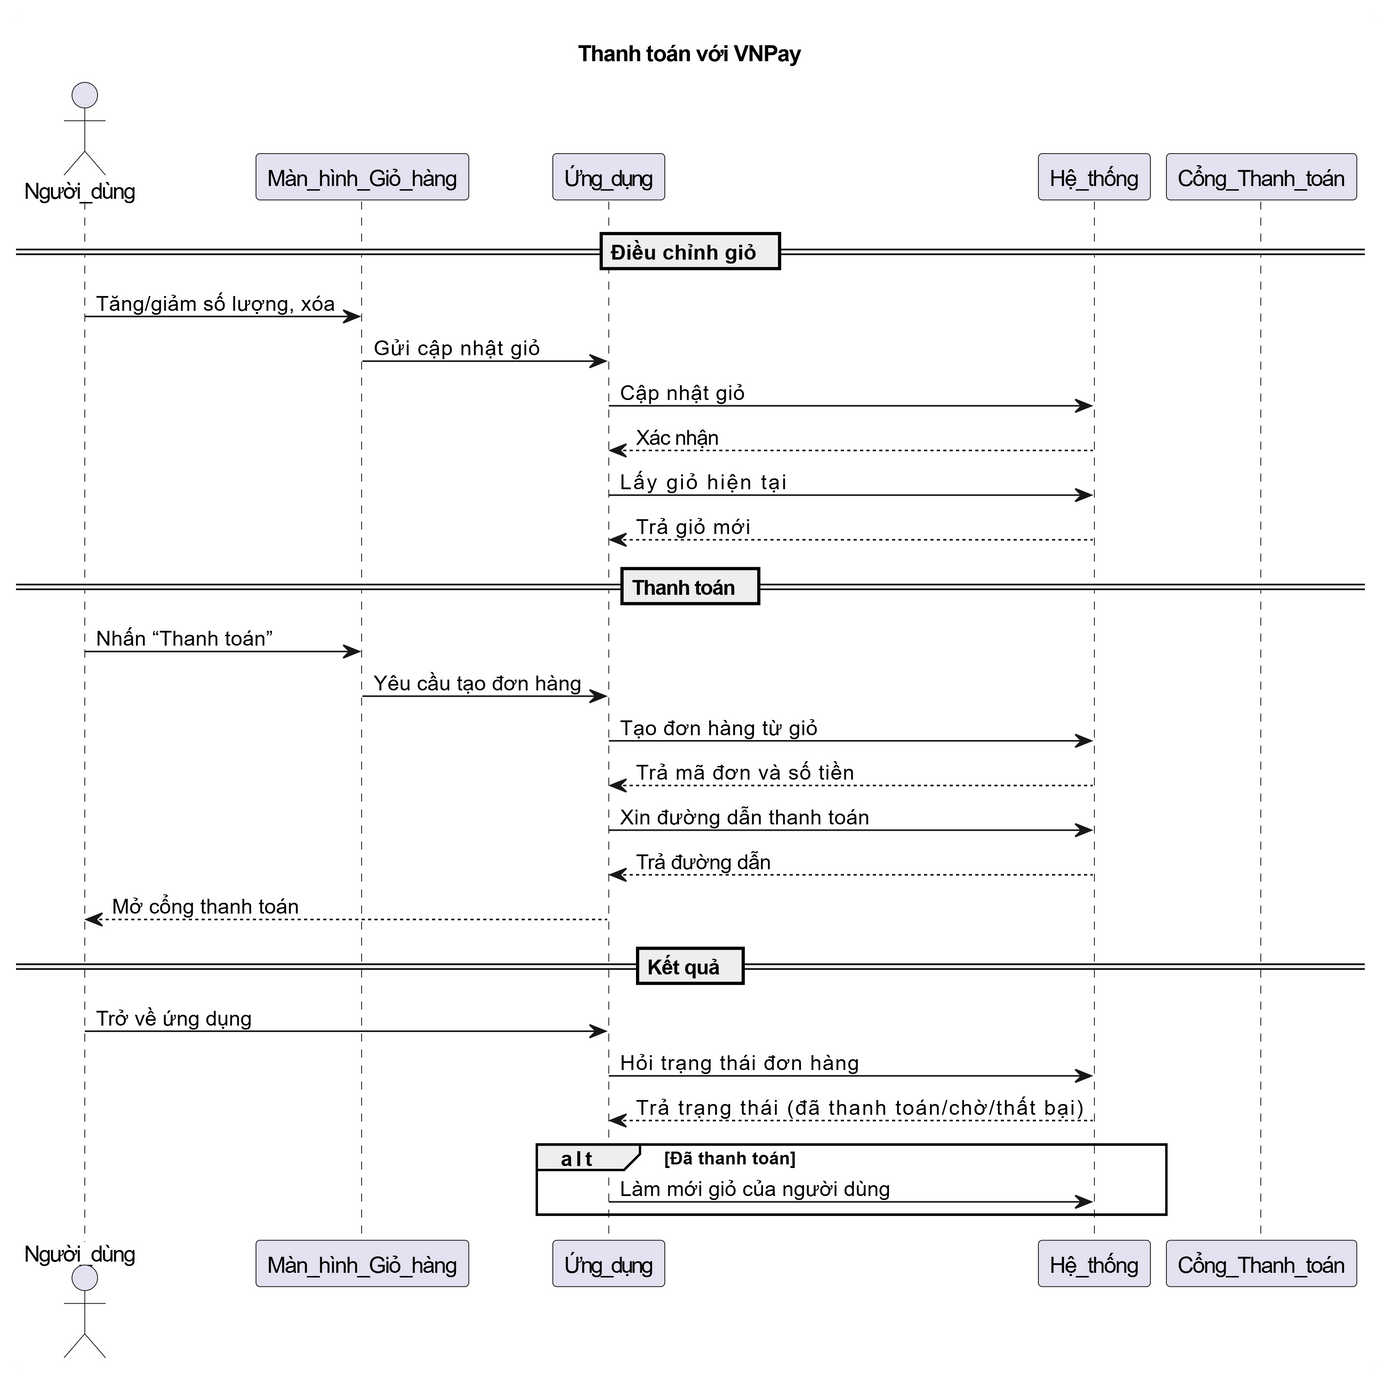 Thanh toán với VNPay
Người_dùng
Màn_hình_Giỏ_hàng
Ứng_dụng
Hệ_thống
Cổng_Thanh_toán
Điều chỉnh giỏ
Tăng/giảm số lượng, xóa
Gửi cập nhật giỏ
Cập nhật giỏ
Xác nhận
Lấy giỏ hiện tại
Trả giỏ mới
Thanh toán
Nhấn “Thanh toán”
Yêu cầu tạo đơn hàng
Tạo đơn hàng từ giỏ
Trả mã đơn và số tiền
Xin đường dẫn thanh toán
Trả đường dẫn
Mở cổng thanh toán
Kết quả
Trở về ứng dụng
Hỏi trạng thái đơn hàng
Trả trạng thái (đã thanh toán/chờ/thất bại)
alt [Đã thanh toán]
Làm mới giỏ của người dùng
Người_dùng
Màn_hình_Giỏ_hàng
Ứng_dụng
Hệ_thống
Cổng_Thanh_toán